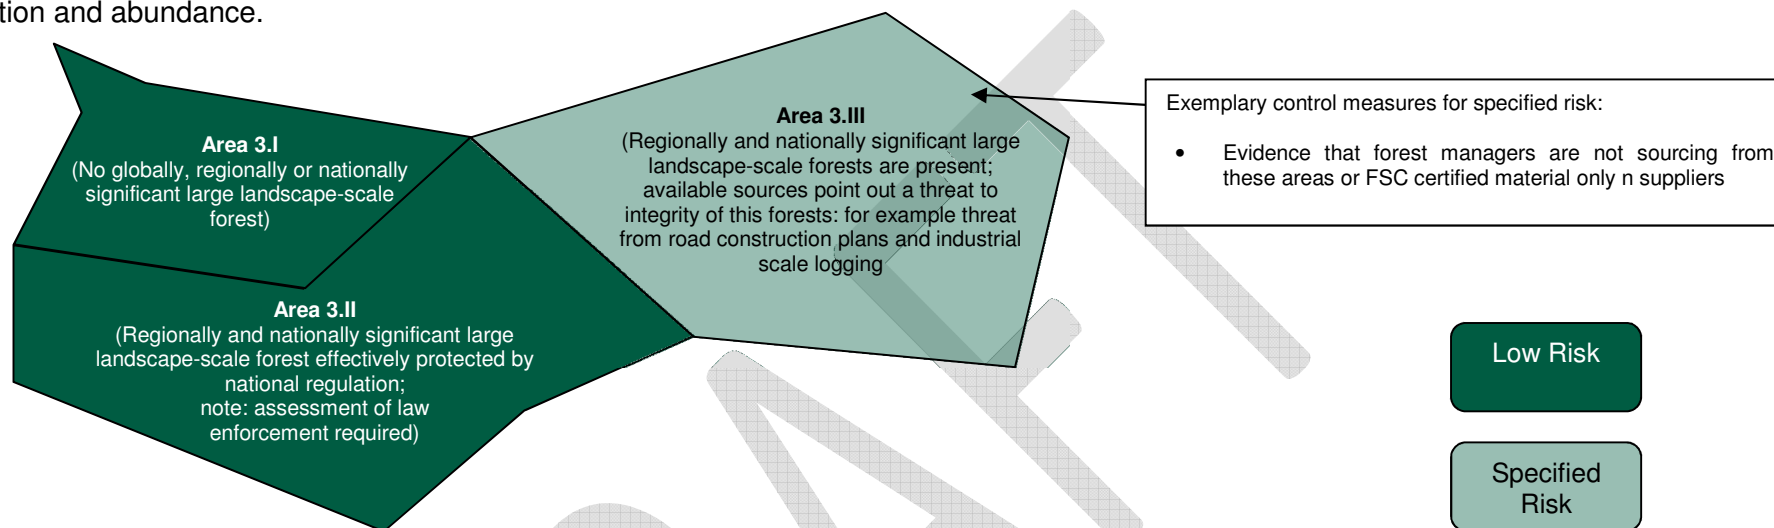 tion and abundance.
Area 3.I
(No globally, regionally or nationally
significant large landscape-scale
forest)
Area 3.II
(Regionally and nationally significant large
landscape-scale forest effectively protected by
national regulation;
note: assessment of law
enforcement required)
Area 3.III
(Regionally and nationally significant large
landscape-scale forests are present;
available sources point out a threat to
integrity of this forests: for example threat
from road construction plans and industrial
scale logging
Exemplary control measures for specified risk:
• Evidence that forest managers are not sourcing from
these areas or FSC certified material only n suppliers
Low Risk
Specified
Risk